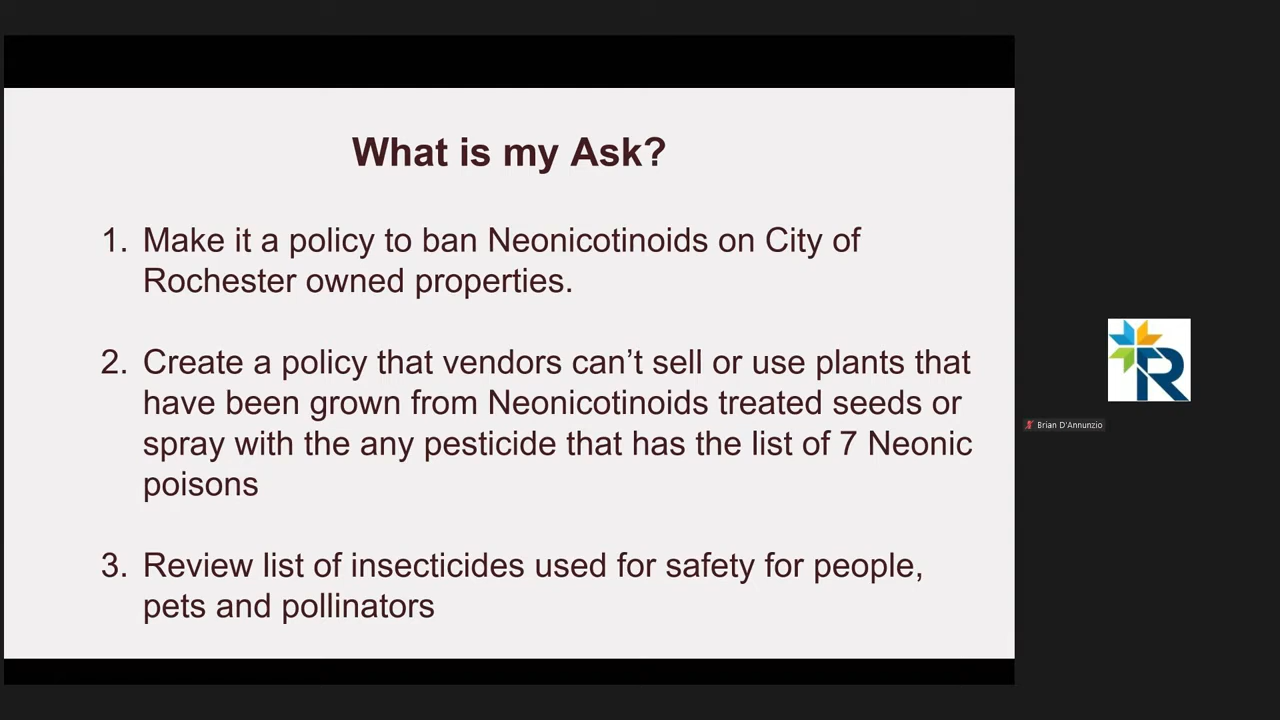 What is my Ask?
1. Make it a policy to ban Neonicotinoids on City of
Rochester owned properties.
2. Create a policy that vendors can’t sell or use plants that
have been grown from Neonicotinoids treated seeds or
spray with the any pesticide that has the list of 7 Neonic
poisons
3. Review list of insecticides used for safety for people,
pets and pollinators
R
Brian D'Annunzio